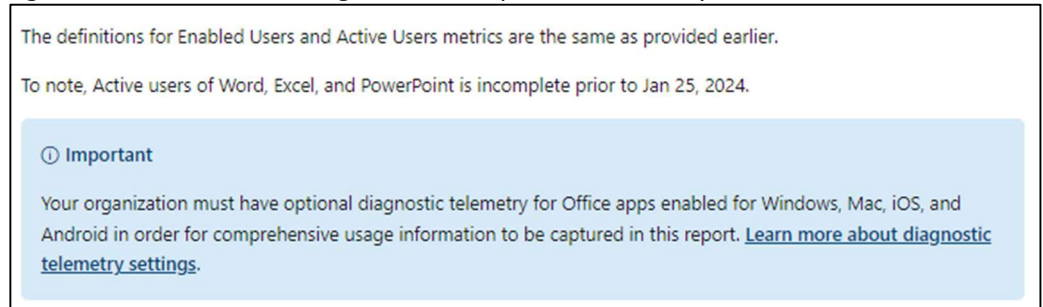 The definitions for Enabled Users and Active Users metrics are the same as provided earlier.
To note, Active users of Word, Excel, and PowerPoint is incomplete prior to Jan 25, 2024.
Important
Your organization must have optional diagnostic telemetry for Office apps enabled for Windows, Mac, iOS, and
Android in order for comprehensive usage information to be captured in this report. Learn more about diagnostic
telemetry settings.